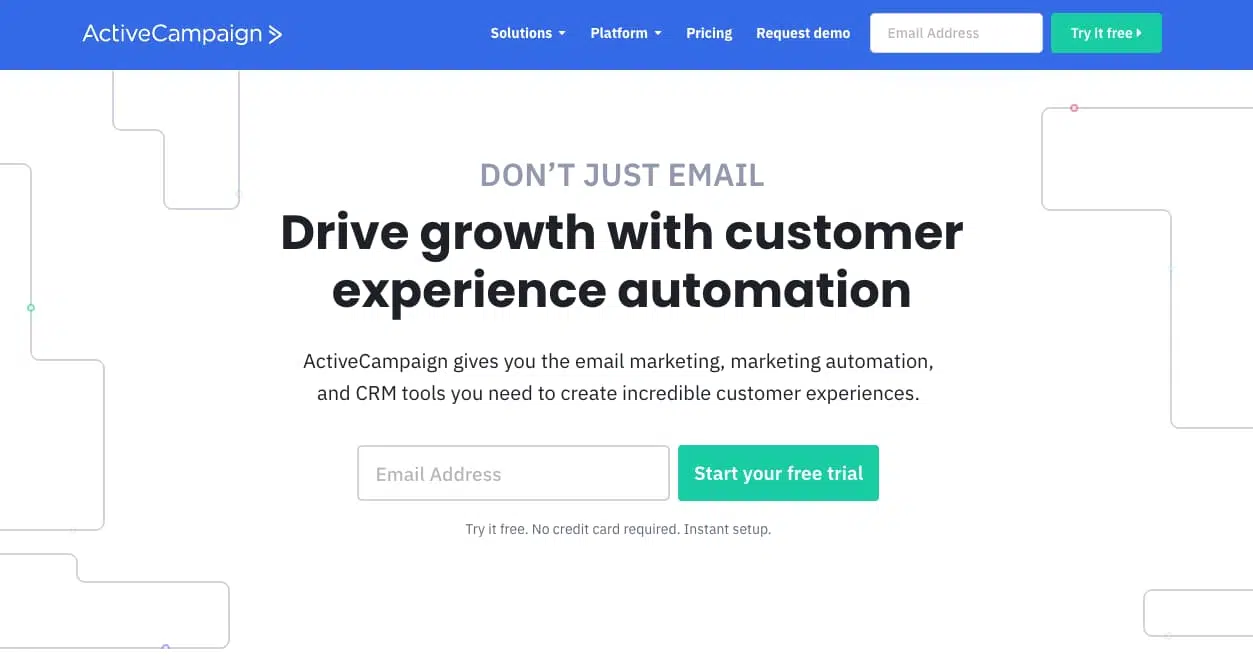 ActiveCampaign
Solutions
Platform
Pricing
Request demo
Email Address
Try it free
DON’T JUST EMAIL
Drive growth with customer
experience automation
ActiveCampaign gives you the email marketing, marketing automation,
and CRM tools you need to create incredible customer experiences.
Email Address
Start your free trial
Try it free. No credit card required. Instant setup.